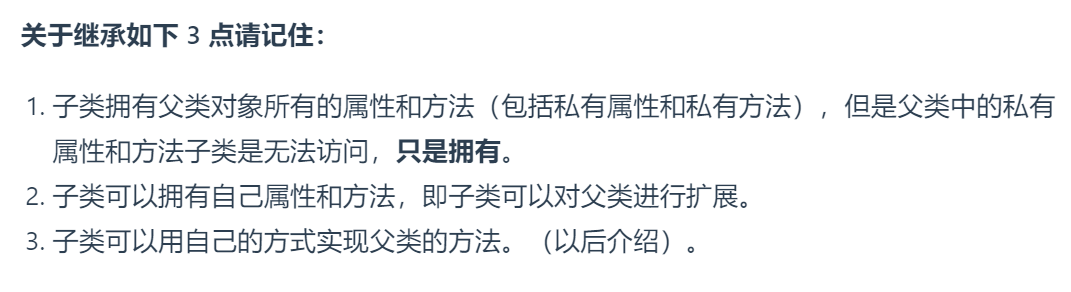 关于继承如下 3 点请记住：
1. 子类拥有父类对象所有的属性和方法（包括私有属性和私有方法），但是父类中的私有
属性和方法子类是无法访问，只是拥有。
2. 子类可以拥有自己属性和方法，即子类可以对父类进行扩展。
3. 子类可以用自己的方式实现父类的方法。（以后介绍）。